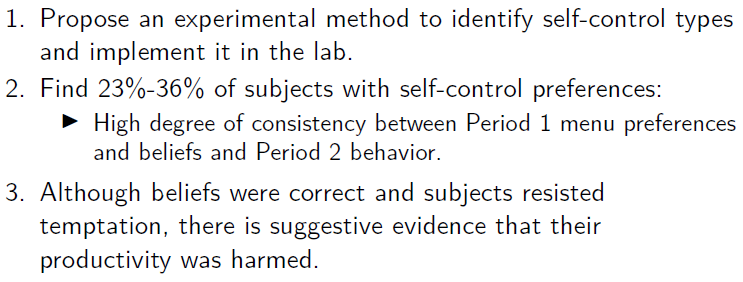 1. Propose an experimental method to identify self-control types
and implement it in the lab.
2. Find 23%-36% of subjects with self-control preferences:
▶ High degree of consistency between Period 1 menu preferences
and beliefs and Period 2 behavior.
3. Although beliefs were correct and subjects resisted
temptation, there is suggestive evidence that their
productivity was harmed.